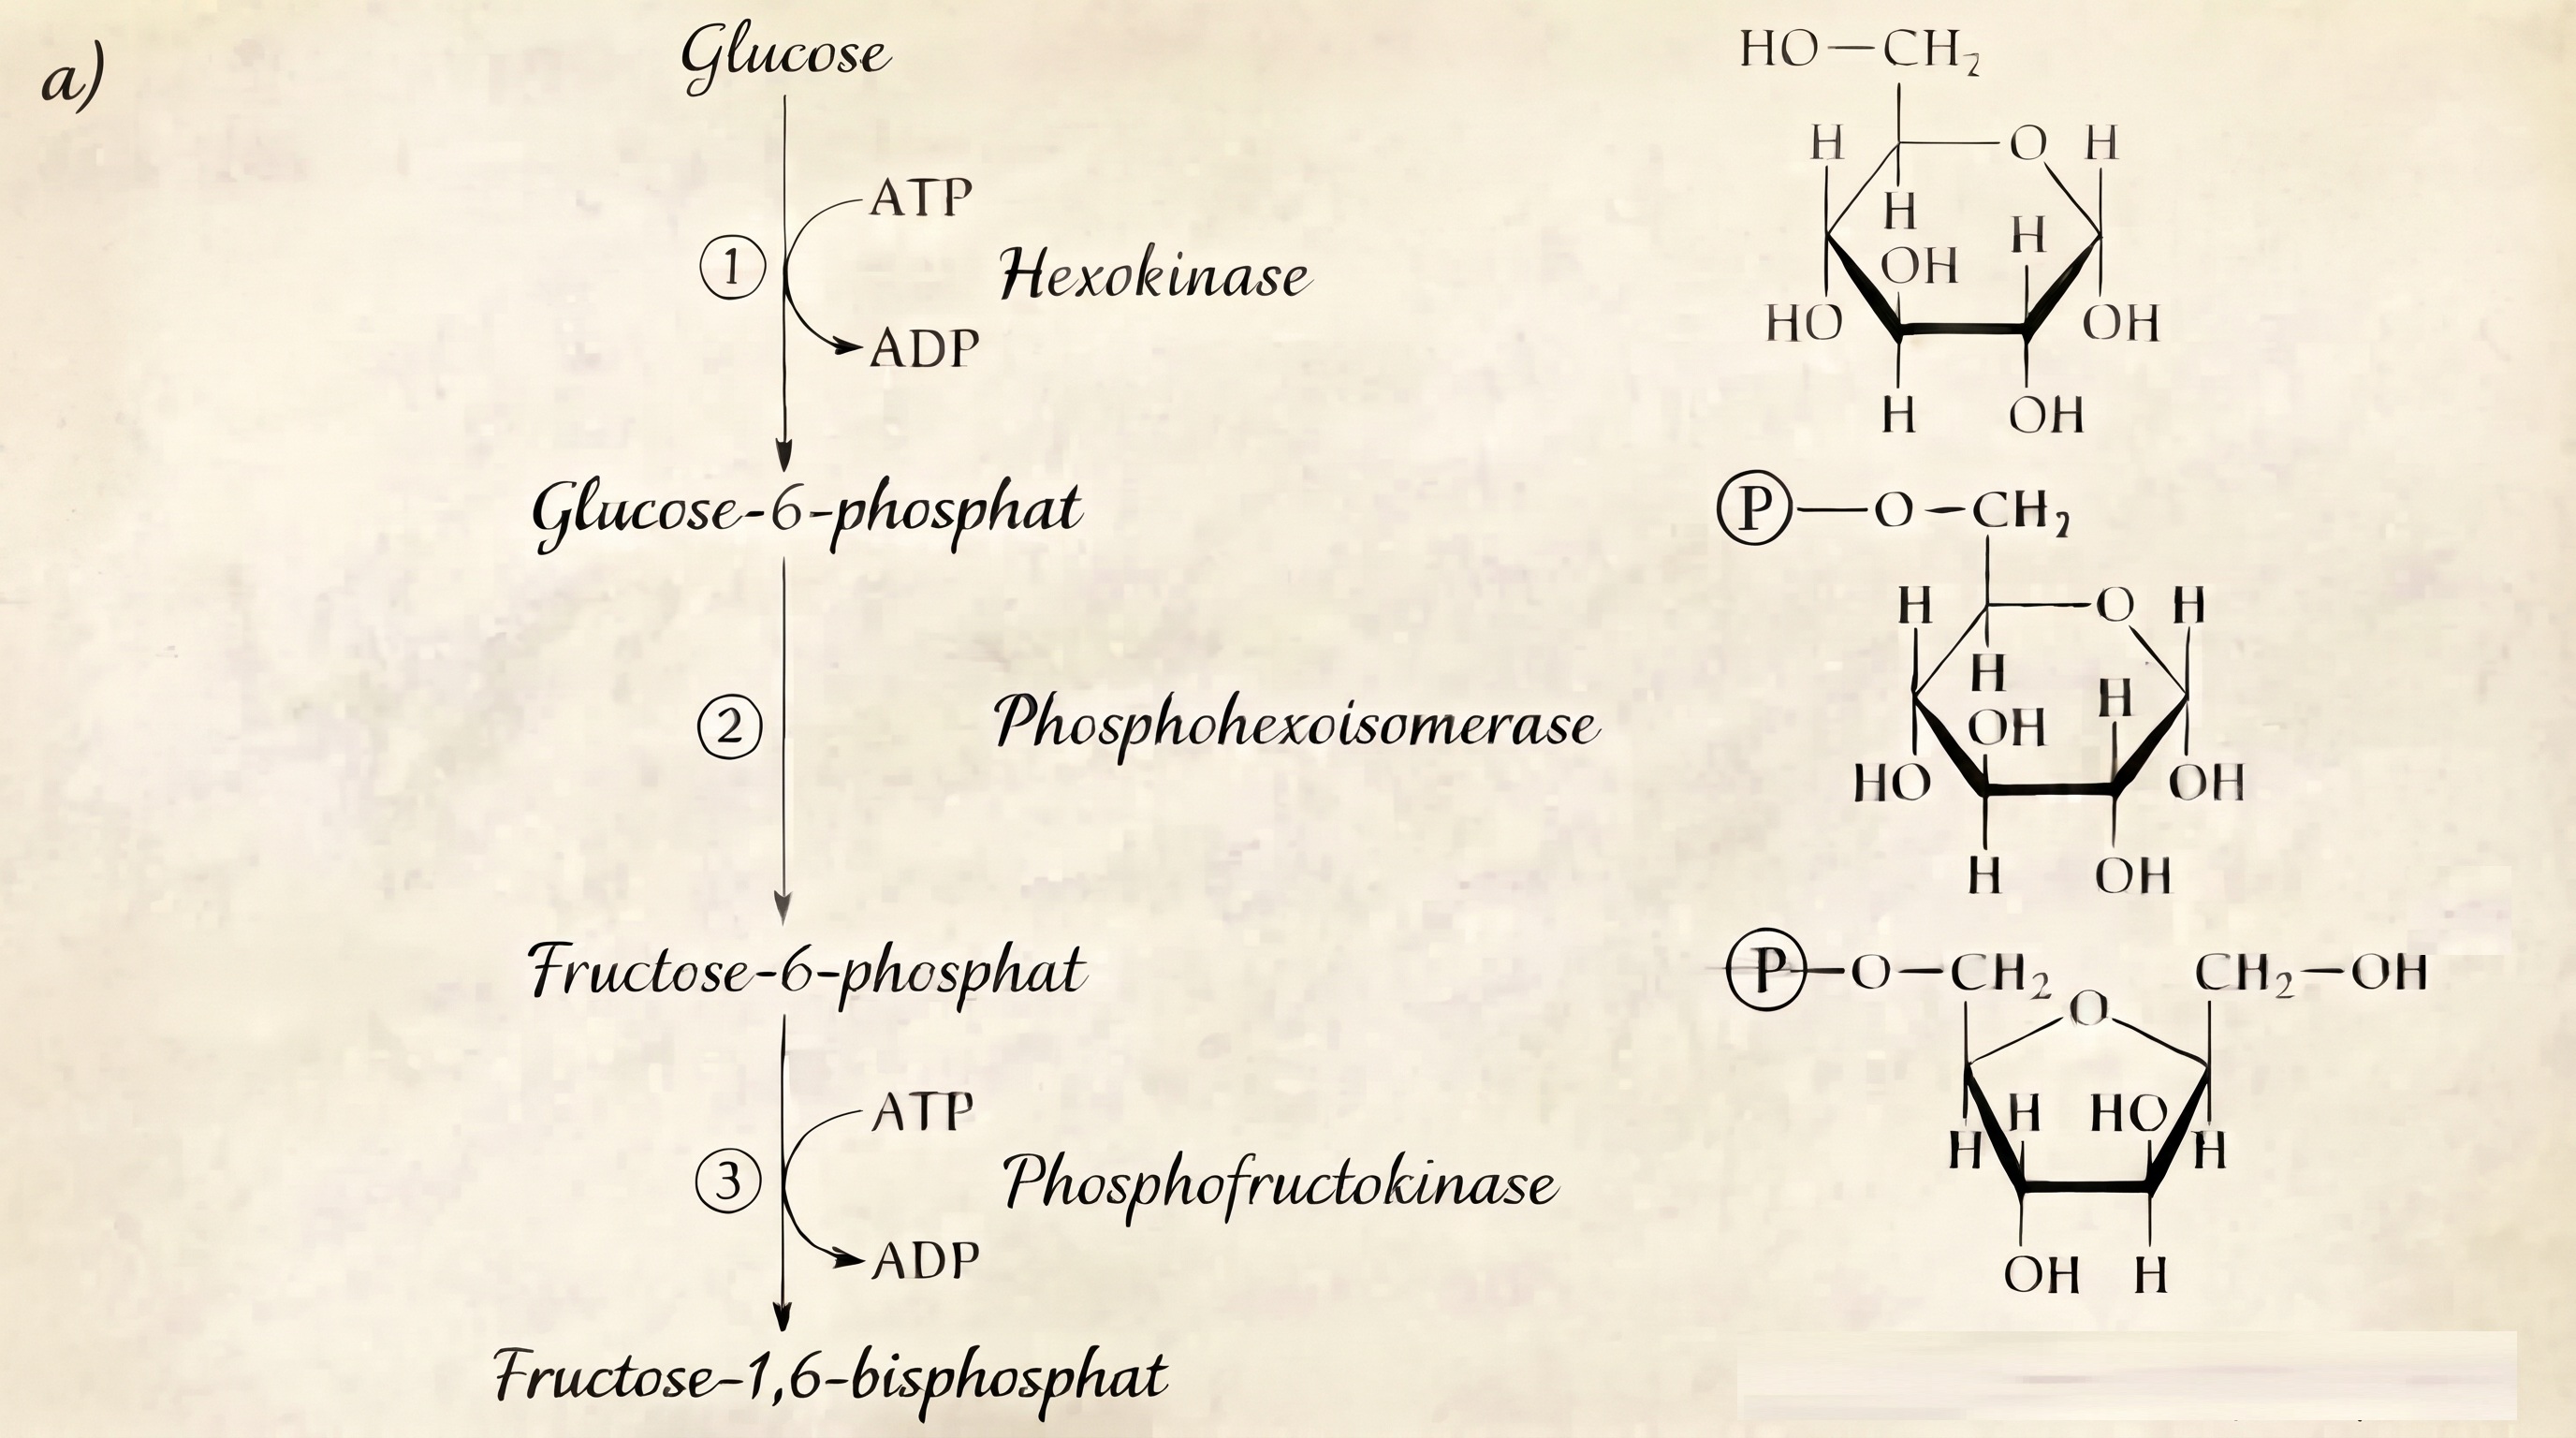 a)
Glucose
ATP
① Hexokinase
ADP
Glucose-6-phosphat
② Phosphohexoisomerase
Fructose-6-phosphat
ATP
③ Phosphofructokinase
ADP
Fructose-1,6-bisphosphat
HO—CH₂
H O H
H
OH H
HO OH
H OH
Ⓟ—O—CH₂
H O H
H
OH H
HO OH
H OH
Ⓟ—O—CH₂ CH₂—OH
O
H HO
H H
OH H